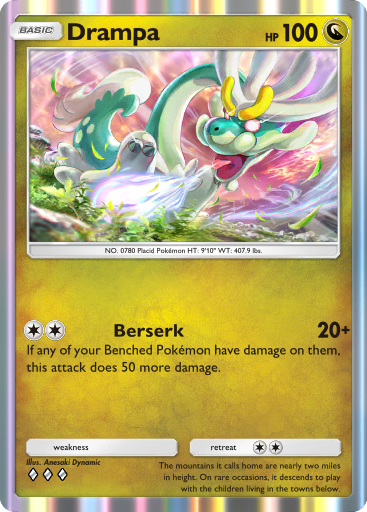 BASIC Drampa HP 100
NO. 0780 Placid Pokémon HT: 9'10" WT: 407.9 lbs.
Berserk 20+
If any of your Benched Pokémon have damage on them,
this attack does 50 more damage.
weakness retreat
Illus. Anesaki Dynamic
The mountains it calls home are nearly two miles
in height. On rare occasions, it descends to play
with the children living in the towns below.